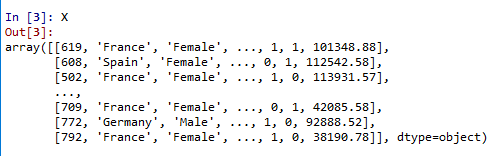 In [3]: X
Out[3]:
array([[619, 'France', 'Female', ..., 1, 1, 101348.88],
[608, 'Spain', 'Female', ..., 0, 1, 112542.58],
[502, 'France', 'Female', ..., 1, 0, 113931.57],
...,
[709, 'France', 'Female', ..., 0, 1, 42085.58],
[772, 'Germany', 'Male', ..., 1, 0, 92888.52],
[792, 'France', 'Female', ..., 1, 0, 38190.78]], dtype=object)